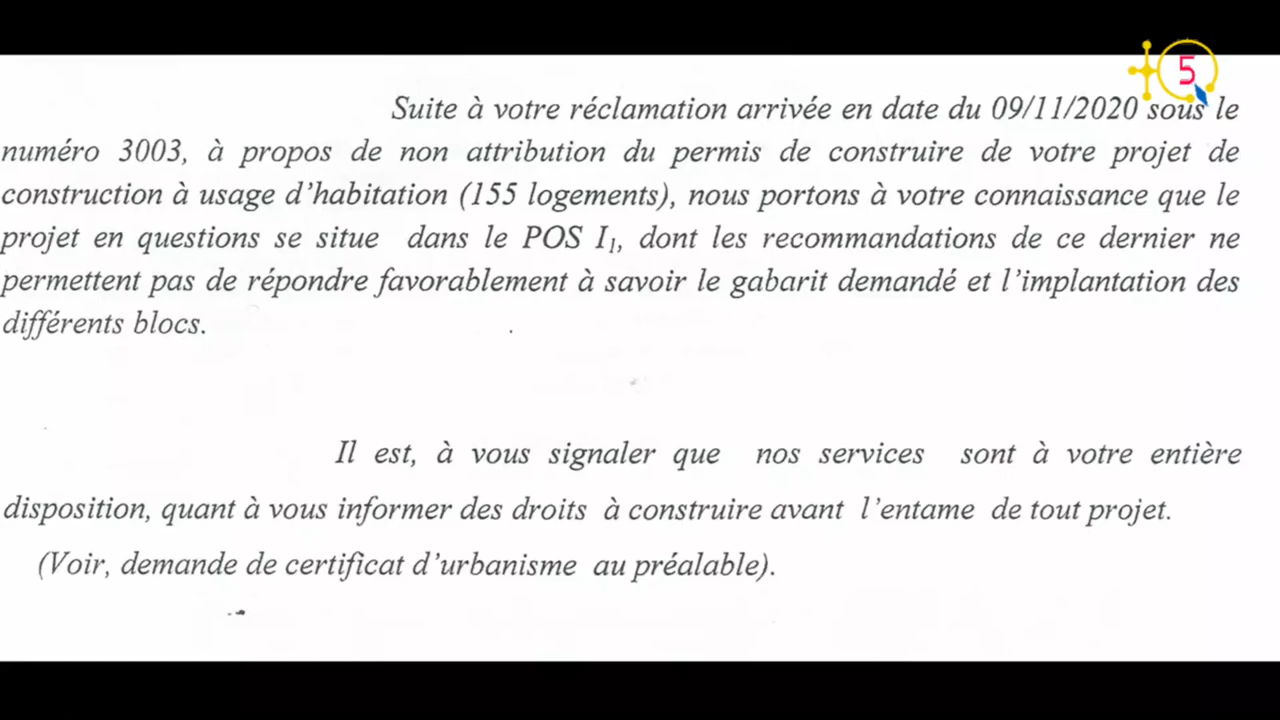 5
Suite à votre réclamation arrivée en date du 09/11/2020 sous le
numéro 3003, à propos de non attribution du permis de construire de votre projet de
construction à usage d'habitation (155 logements), nous portons à votre connaissance que le
projet en questions se situe dans le POS I₁, dont les recommandations de ce dernier ne
permettent pas de répondre favorablement à savoir le gabarit demandé et l'implantation des
différents blocs.
Il est, à vous signaler que nos services sont à votre entière
disposition, quant à vous informer des droits à construire avant l'entame de tout projet.
(Voir, demande de certificat d'urbanisme au préalable).